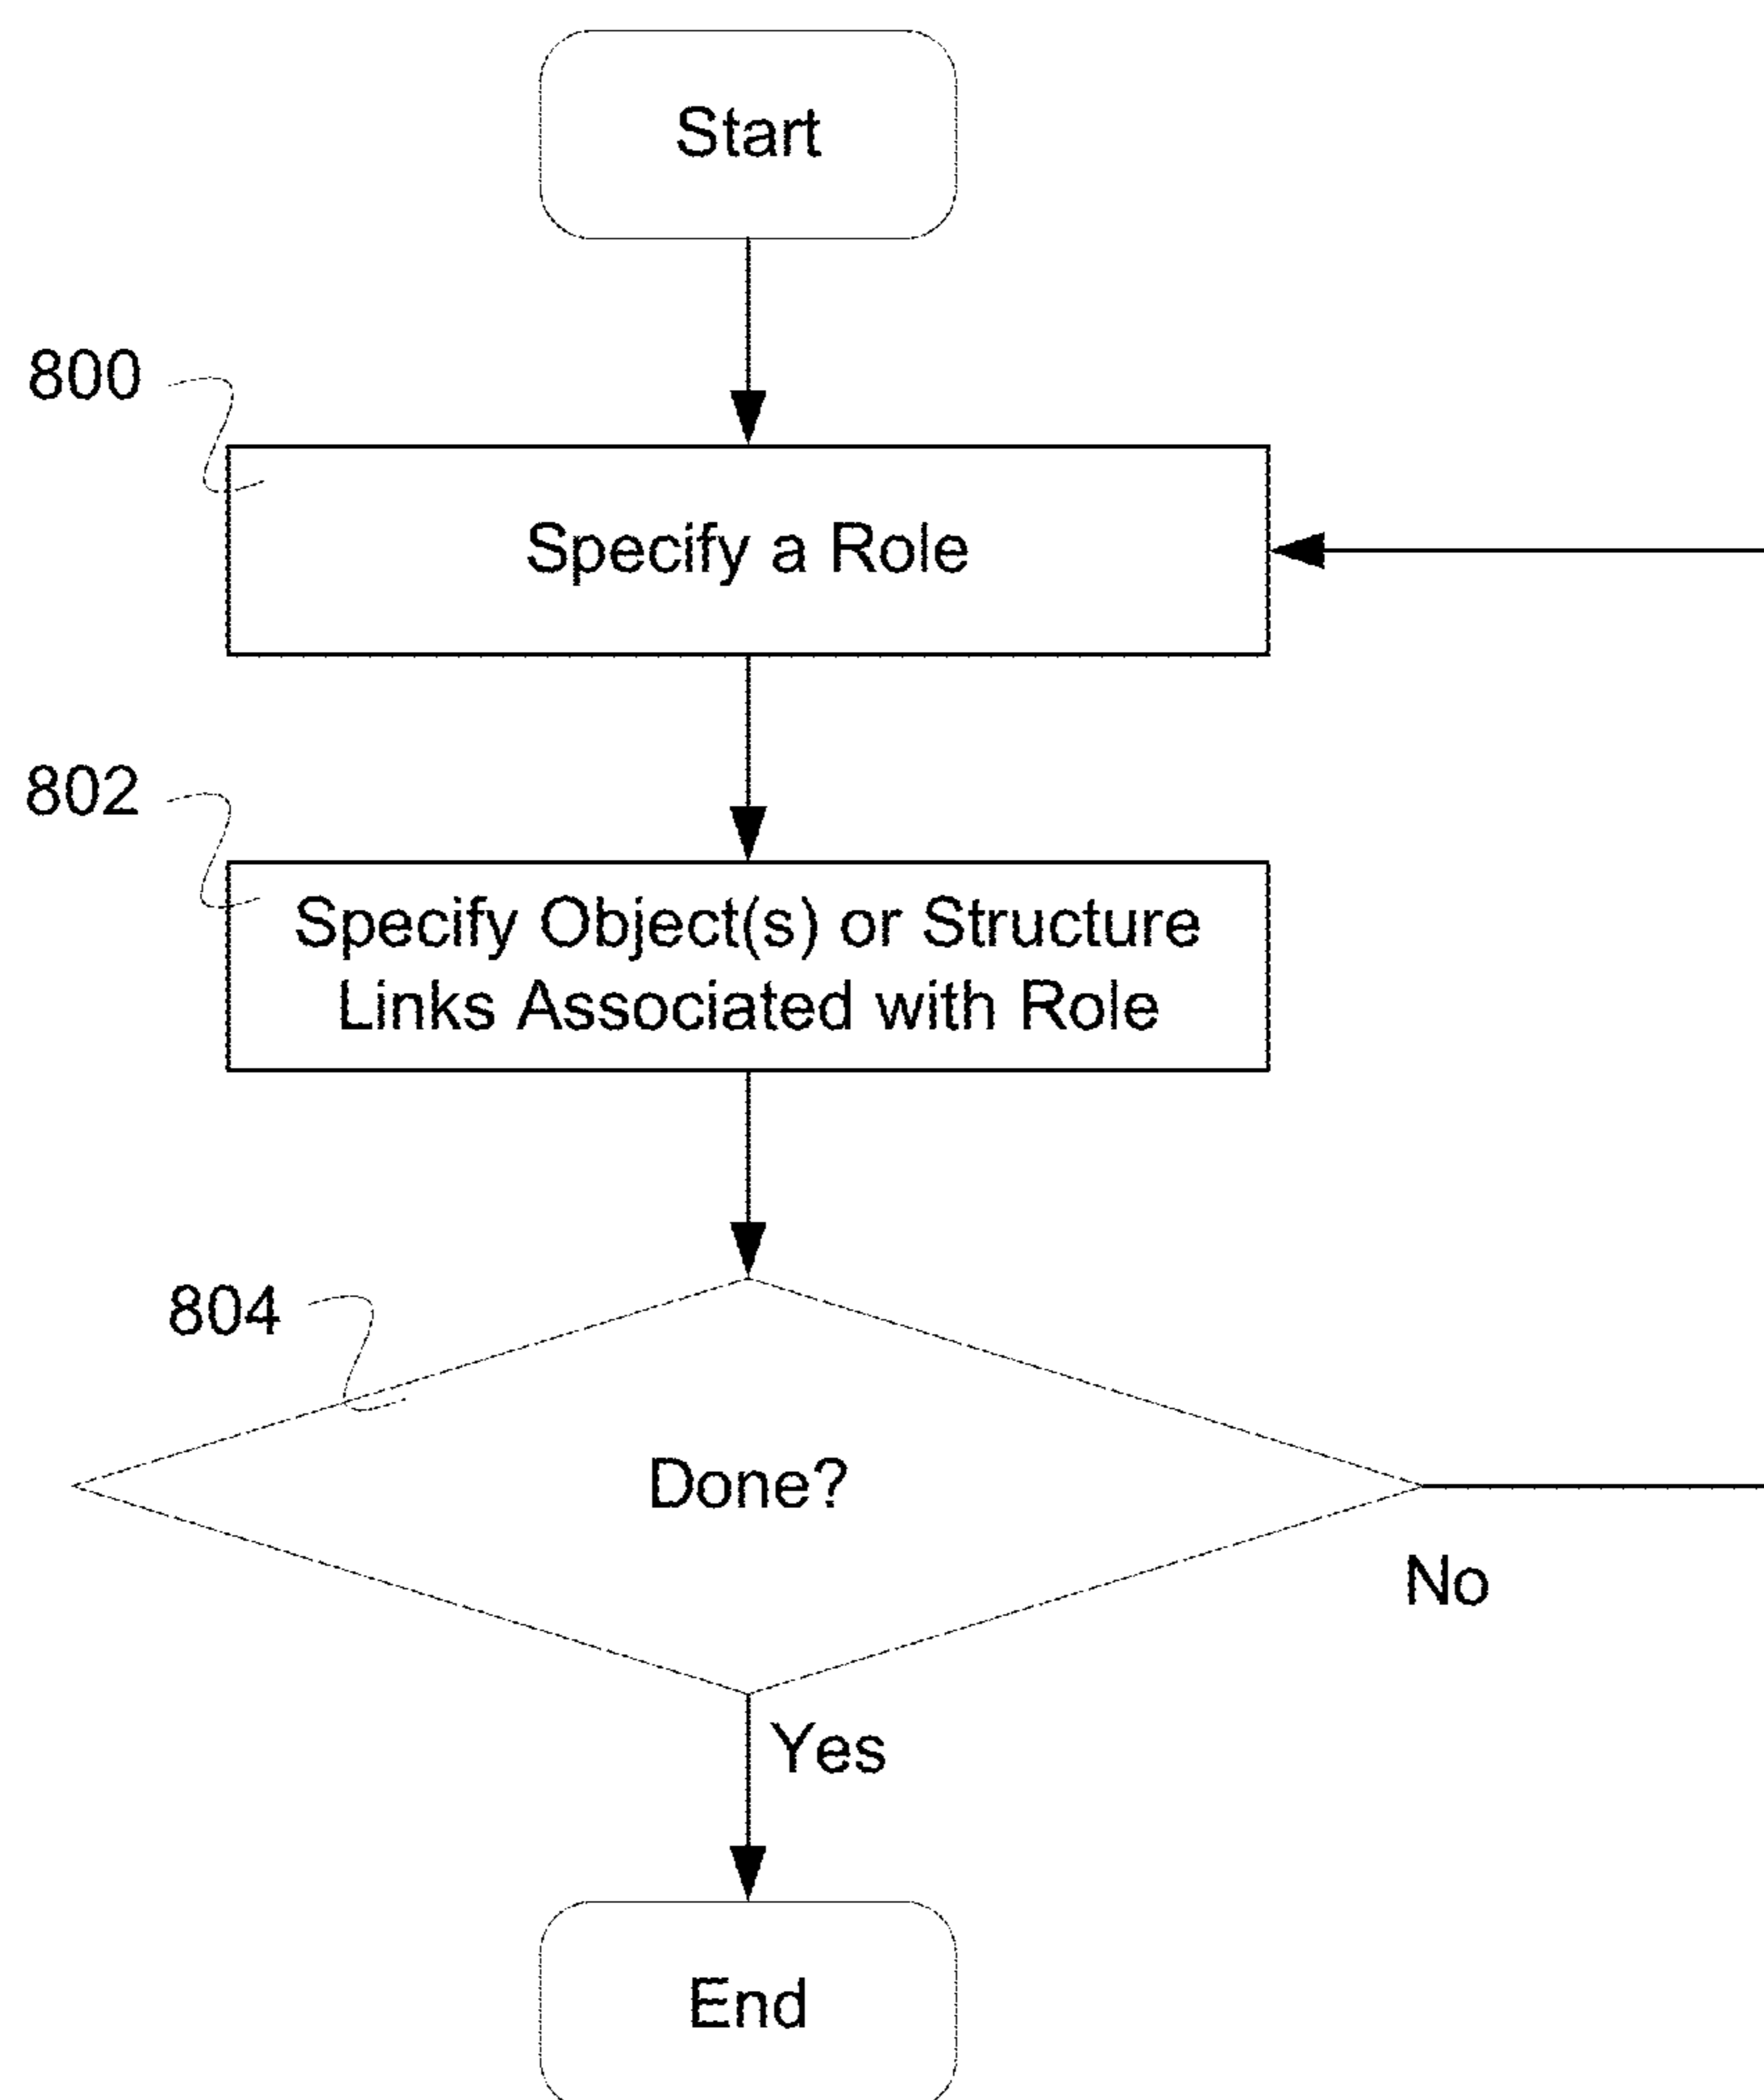 Start
800
Specify a Role
802
Specify Object(s) or Structure
Links Associated with Role
804
Done?
No
Yes
End